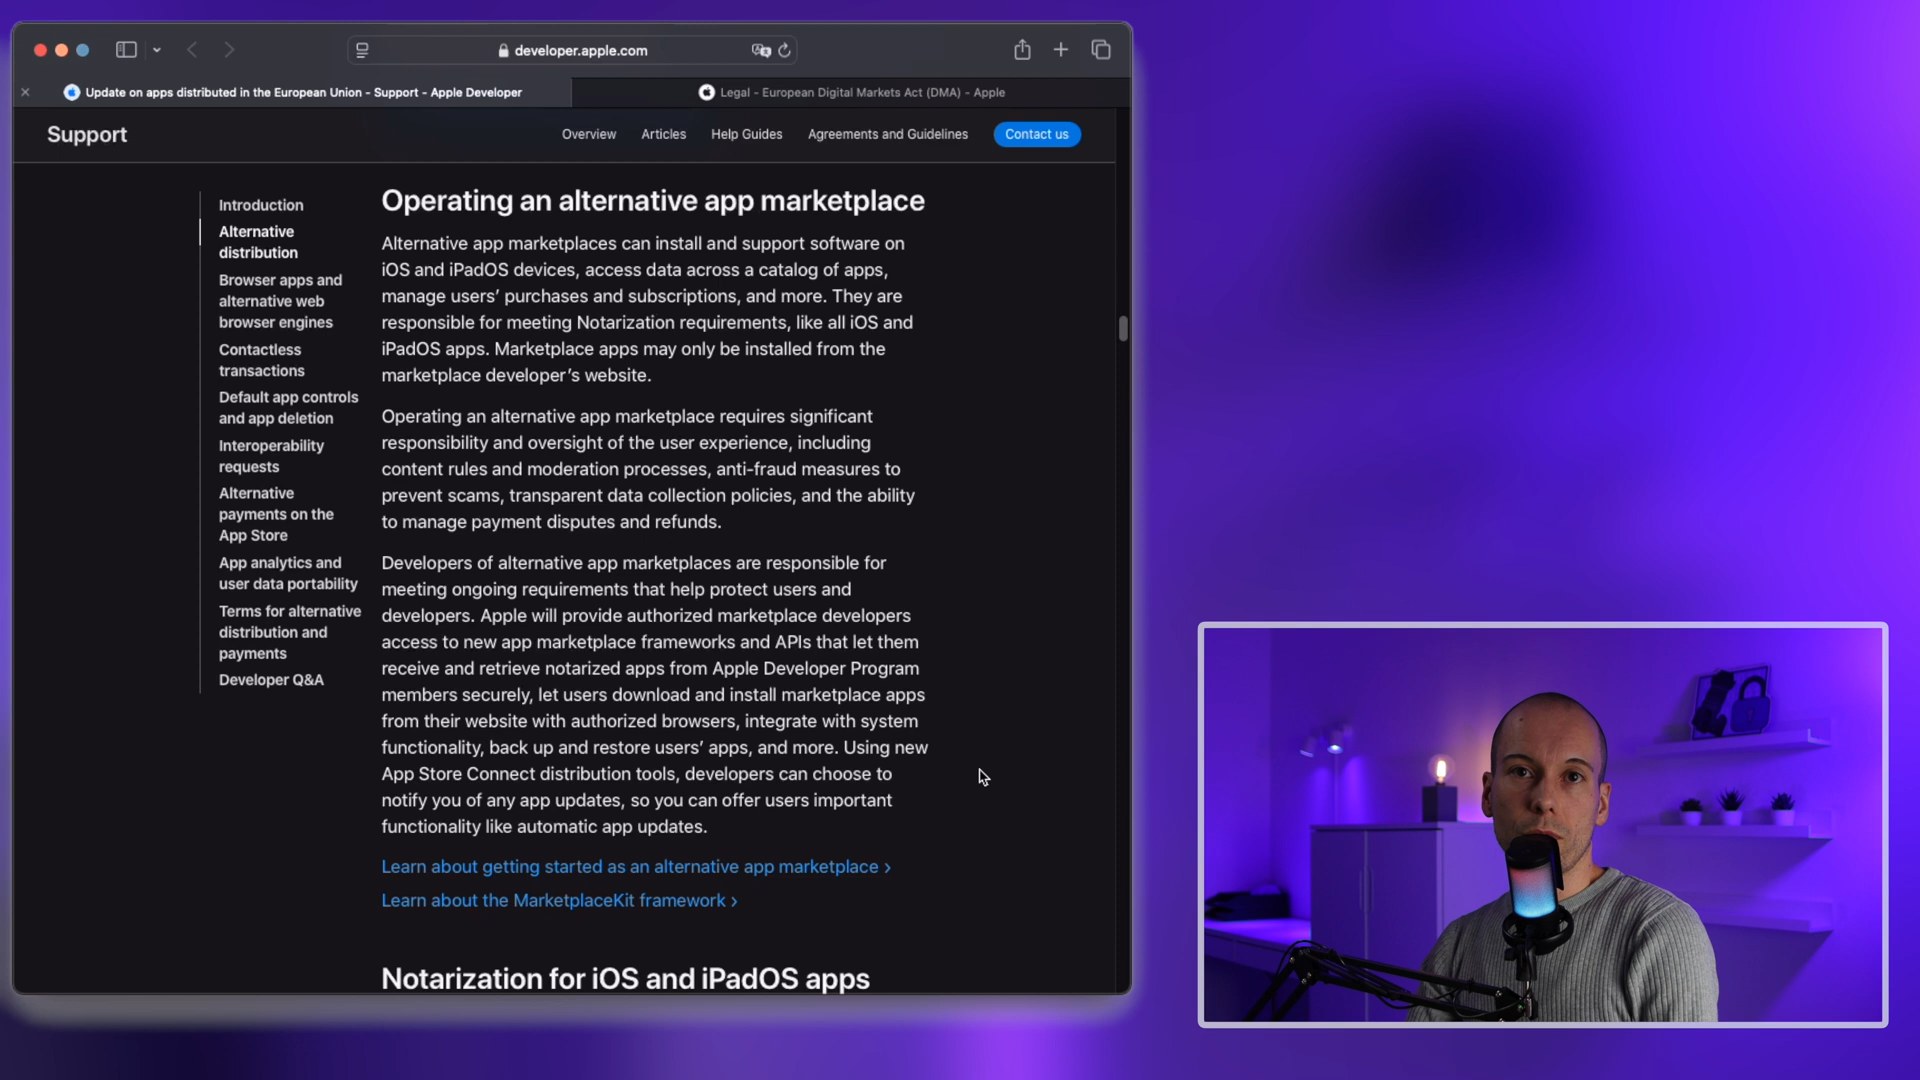 developer.apple.com
Update on apps distributed in the European Union - Support - Apple Developer
Legal - European Digital Markets Act (DMA) - Apple
Support
Overview
Articles
Help Guides
Agreements and Guidelines
Contact us
Introduction
Alternative
distribution
Browser apps and
alternative web
browser engines
Contactless
transactions
Default app controls
and app deletion
Interoperability
requests
Alternative
payments on the
App Store
App analytics and
user data portability
Terms for alternative
distribution and
payments
Developer Q&A
Operating an alternative app marketplace
Alternative app marketplaces can install and support software on
iOS and iPadOS devices, access data across a catalog of apps,
manage users’ purchases and subscriptions, and more. They are
responsible for meeting Notarization requirements, like all iOS and
iPadOS apps. Marketplace apps may only be installed from the
marketplace developer’s website.
Operating an alternative app marketplace requires significant
responsibility and oversight of the user experience, including
content rules and moderation processes, anti-fraud measures to
prevent scams, transparent data collection policies, and the ability
to manage payment disputes and refunds.
Developers of alternative app marketplaces are responsible for
meeting ongoing requirements that help protect users and
developers. Apple will provide authorized marketplace developers
access to new app marketplace frameworks and APIs that let them
receive and retrieve notarized apps from Apple Developer Program
members securely, let users download and install marketplace apps
from their website with authorized browsers, integrate with system
functionality, back up and restore users’ apps, and more. Using new
App Store Connect distribution tools, developers can choose to
notify you of any app updates, so you can offer users important
functionality like automatic app updates.
Learn about getting started as an alternative app marketplace ›
Learn about the MarketplaceKit framework ›
Notarization for iOS and iPadOS apps